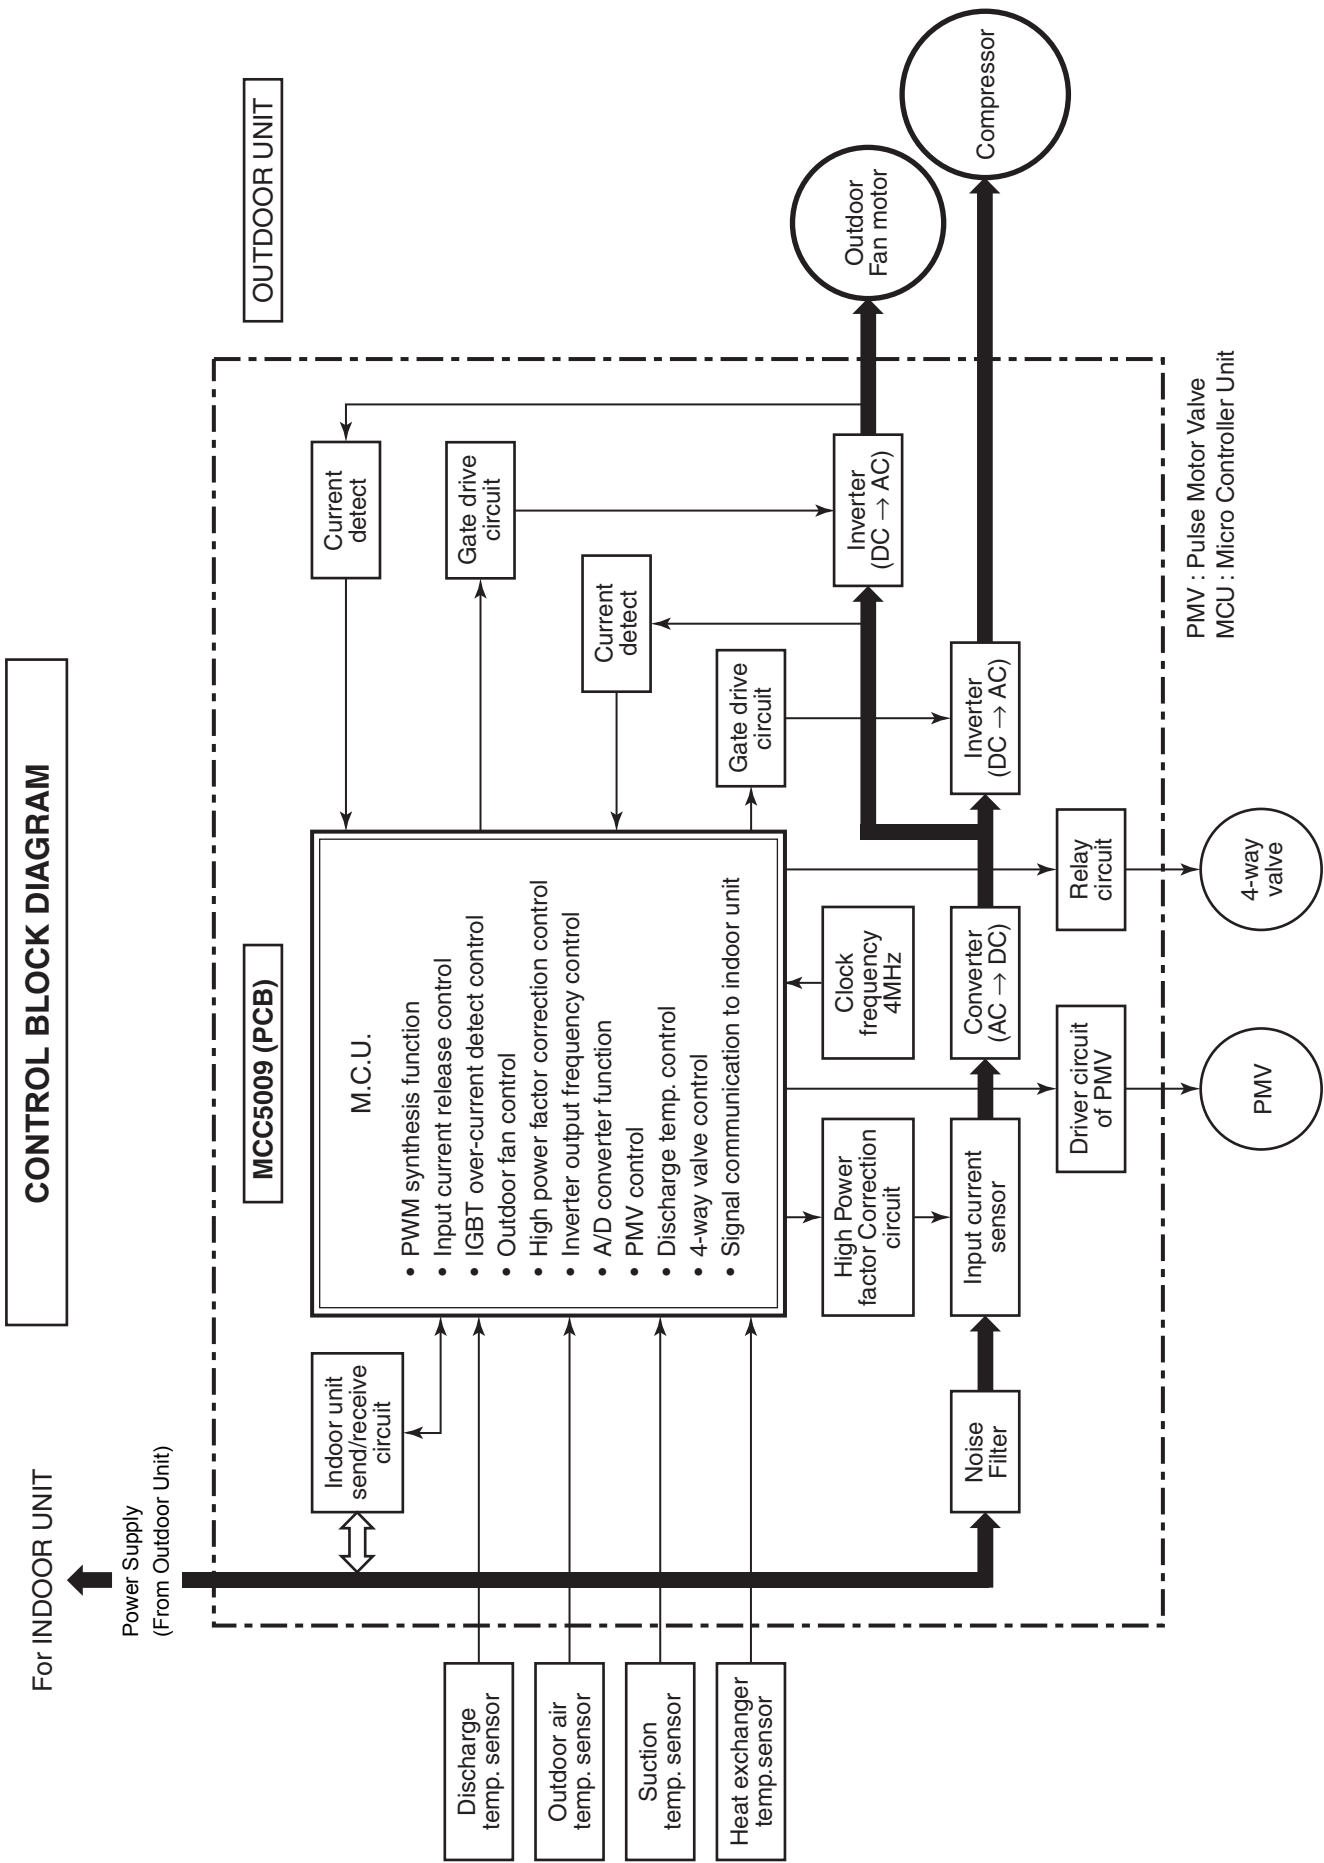 CONTROL BLOCK DIAGRAM
For INDOOR UNIT
Power Supply
(From Outdoor Unit)
MCC5009 (PCB)
OUTDOOR UNIT
Indoor unit
send/receive
circuit
M.C.U.
• PWM synthesis function
• Input current release control
• IGBT over-current detect control
• Outdoor fan control
• High power factor correction control
• Inverter output frequency control
• A/D converter function
• PMV control
• Discharge temp. control
• 4-way valve control
• Signal communication to indoor unit
Current
detect
Gate drive
circuit
Current
detect
Gate drive
circuit
Discharge
temp. sensor
Outdoor air
temp. sensor
Suction
temp. sensor
Heat exchanger
temp.sensor
High Power
factor Correction
circuit
Clock
frequency
4MHz
Inverter
(DC → AC)
Outdoor
Fan motor
Noise
Filter
Input current
sensor
Converter
(AC → DC)
Inverter
(DC → AC)
Compressor
Driver circuit
of PMV
Relay
circuit
PMV
4-way
valve
PMV : Pulse Motor Valve
MCU : Micro Controller Unit